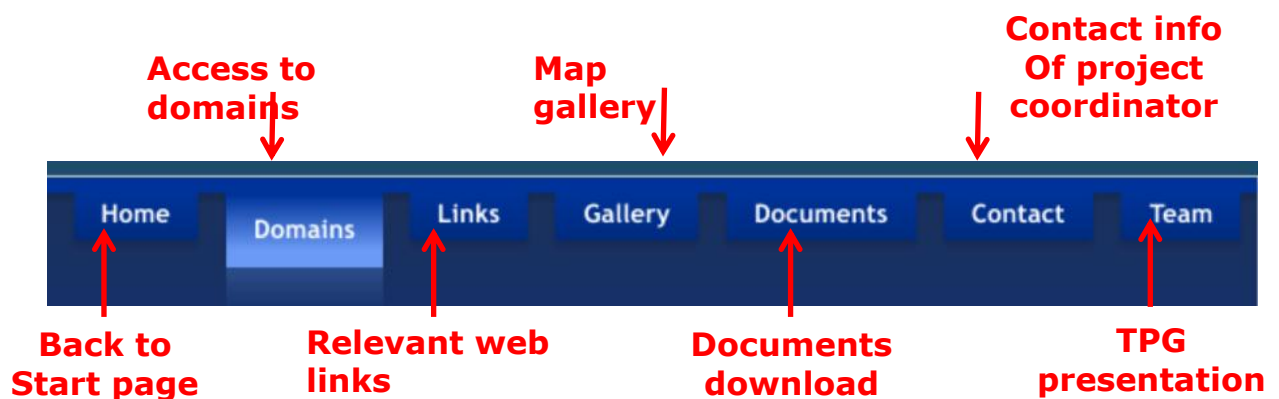 Access to
domains
Map
gallery
Contact info
Of project
coordinator
Home
Domains
Links
Gallery
Documents
Contact
Team
Back to
Start page
Relevant web
links
Documents
download
TPG
presentation